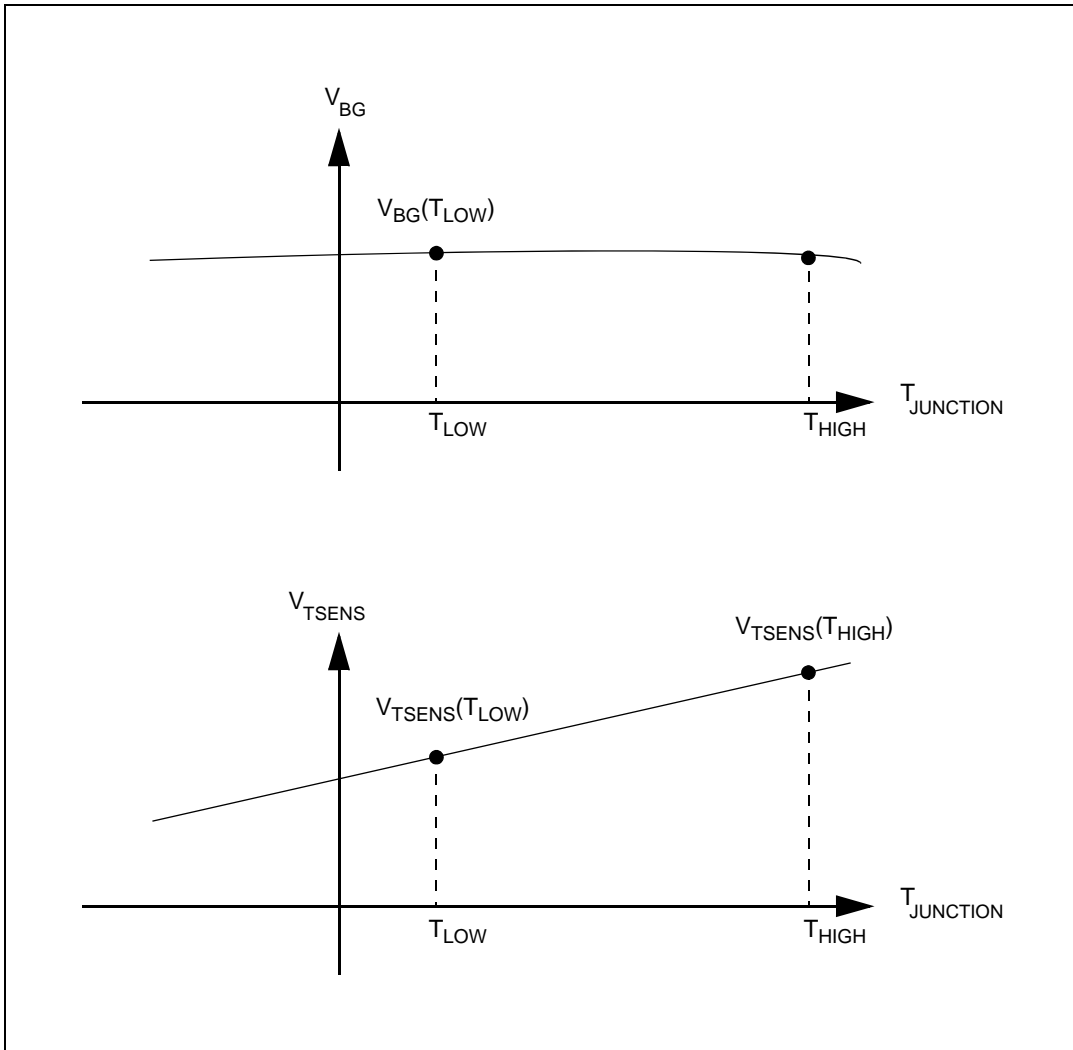 V_BG
V_BG(T_LOW)
T_JUNCTION
T_LOW
T_HIGH
V_TSENS
V_TSENS(T_HIGH)
V_TSENS(T_LOW)
T_JUNCTION
T_LOW
T_HIGH